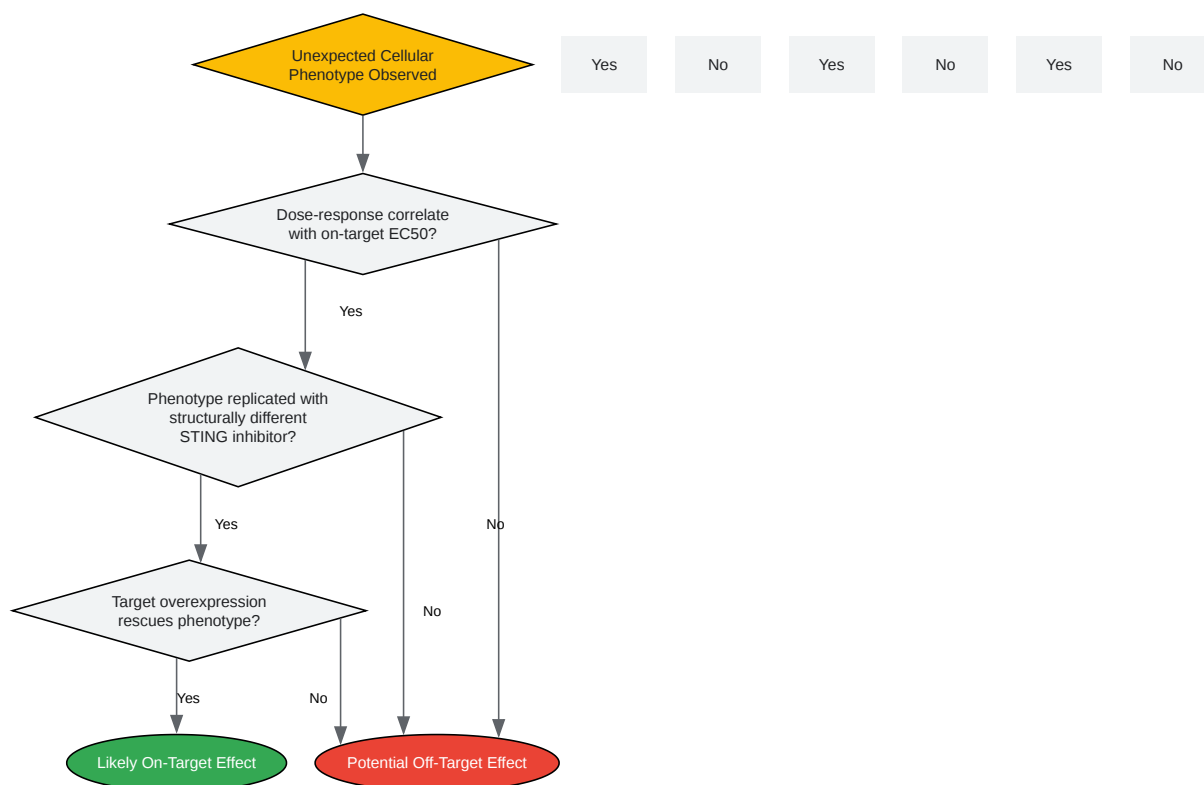 Unexpected Cellular
Phenotype Observed
Yes
No
Yes
No
Yes
No
Dose-response correlate
with on-target EC50?
Yes
Phenotype replicated with
structurally different
STING inhibitor?
Yes
No
Target overexpression
rescues phenotype?
No
Yes
No
Likely On-Target Effect
Potential Off-Target Effect